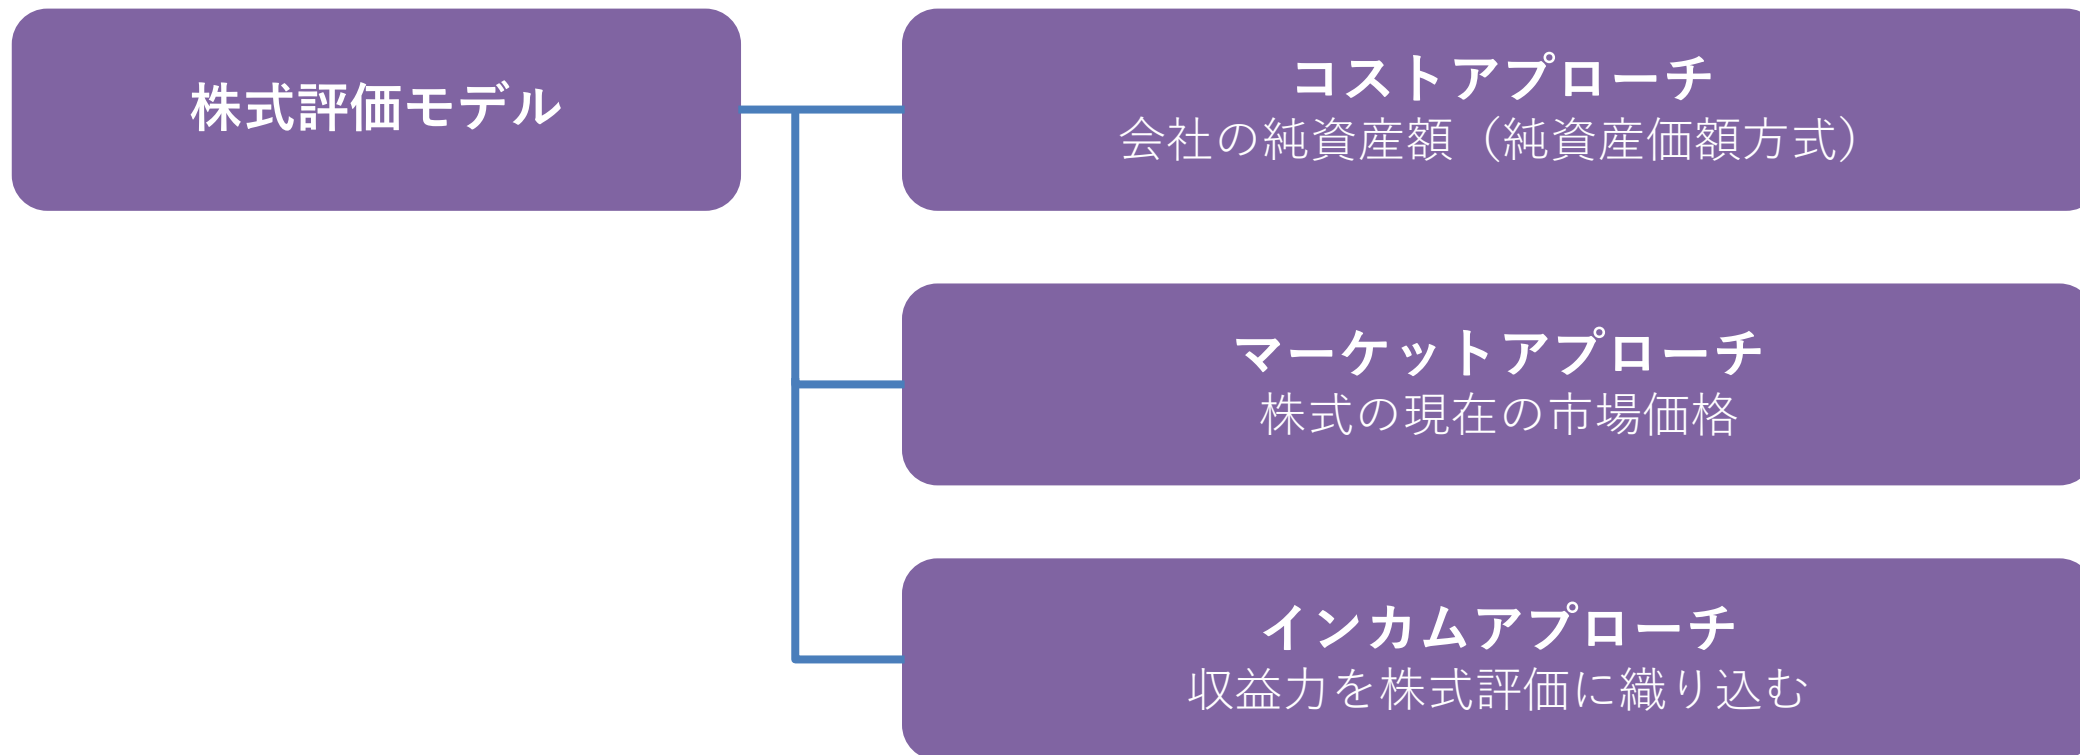 株式評価モデル
コストアプローチ
会社の純資産額（純資産価額方式）
マーケットアプローチ
株式の現在の市場価格
インカムアプローチ
収益力を株式評価に織り込む